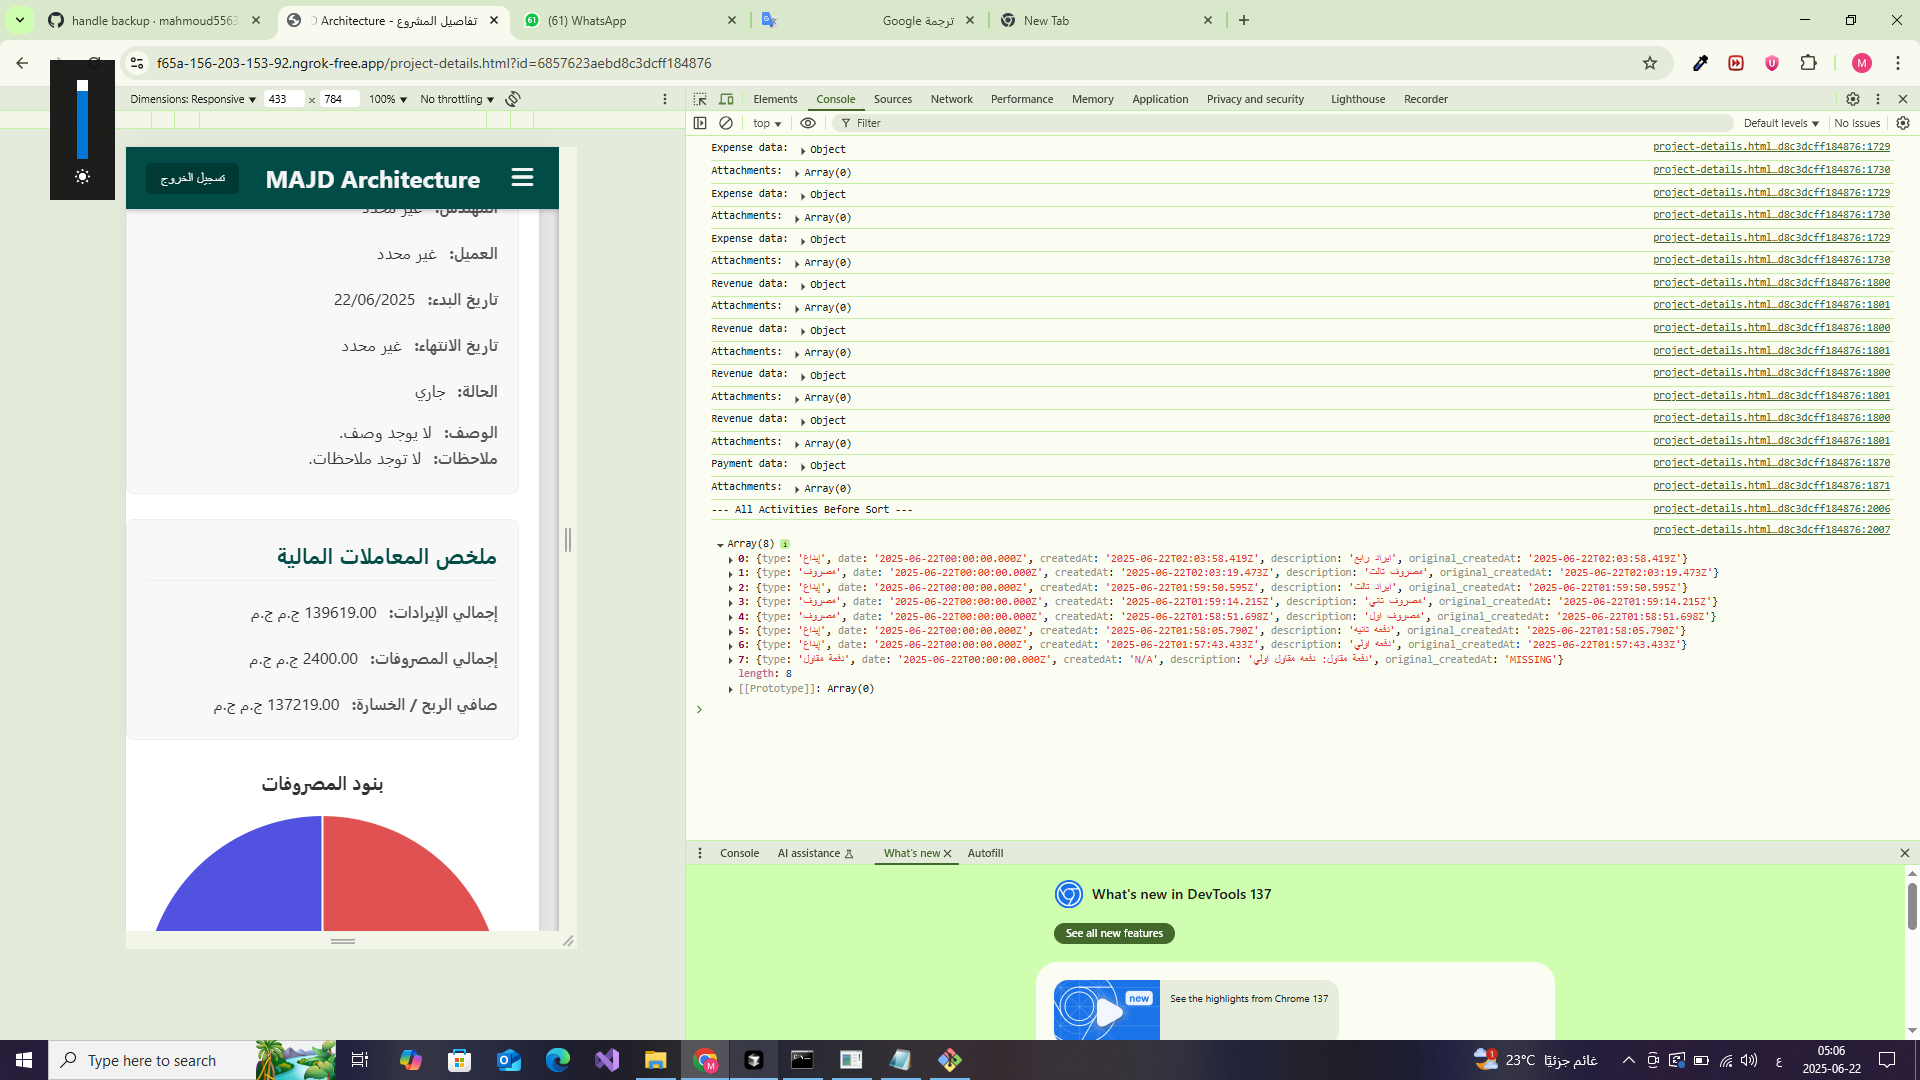 handle backup - mahmoud5563
تفاصيل المشروع - MAJD Architecture
(61) WhatsApp
ترجمة Google
New Tab
f65a-156-203-153-92.ngrok-free.app/project-details.html?id=6857623aebd8c3dcff184876
Dimensions: Responsive 433 × 784 100% No throttling
Elements Console Sources Network Performance Memory Application Privacy and security Lighthouse Recorder
top Filter Default levels No Issues
تسجيل الخروج MAJD Architecture
المهندس: غير محدد
العميل: غير محدد
تاريخ البدء: 22/06/2025
تاريخ الانتهاء: غير محدد
الحالة: جاري
الوصف: لا يوجد وصف.
ملاحظات: لا توجد ملاحظات.
ملخص المعاملات المالية
إجمالي الإيرادات: 139619.00 ج.م ج.م
إجمالي المصروفات: 2400.00 ج.م ج.م
صافي الربح / الخسارة: 137219.00 ج.م ج.م
بنود المصروفات
Expense data: Object project-details.html…d8c3dcff184876:1729
Attachments: Array(0) project-details.html…d8c3dcff184876:1730
Expense data: Object project-details.html…d8c3dcff184876:1729
Attachments: Array(0) project-details.html…d8c3dcff184876:1730
Expense data: Object project-details.html…d8c3dcff184876:1729
Attachments: Array(0) project-details.html…d8c3dcff184876:1730
Revenue data: Object project-details.html…d8c3dcff184876:1800
Attachments: Array(0) project-details.html…d8c3dcff184876:1801
Revenue data: Object project-details.html…d8c3dcff184876:1800
Attachments: Array(0) project-details.html…d8c3dcff184876:1801
Revenue data: Object project-details.html…d8c3dcff184876:1800
Attachments: Array(0) project-details.html…d8c3dcff184876:1801
Revenue data: Object project-details.html…d8c3dcff184876:1800
Attachments: Array(0) project-details.html…d8c3dcff184876:1801
Payment data: Object project-details.html…d8c3dcff184876:1870
Attachments: Array(0) project-details.html…d8c3dcff184876:1871
--- All Activities Before Sort --- project-details.html…d8c3dcff184876:2006
project-details.html…d8c3dcff184876:2007
Array(8) i
0: {type: 'إيداع', date: '2025-06-22T00:00:00.000Z', createdAt: '2025-06-22T02:03:58.419Z', description: 'ايراد رابع', original_createdAt: '2025-06-22T02:03:58.419Z'}
1: {type: 'مصروف', date: '2025-06-22T00:00:00.000Z', createdAt: '2025-06-22T02:03:19.473Z', description: 'مصروف تالت', original_createdAt: '2025-06-22T02:03:19.473Z'}
2: {type: 'إيداع', date: '2025-06-22T00:00:00.000Z', createdAt: '2025-06-22T01:59:50.595Z', description: 'ايراد تالت', original_createdAt: '2025-06-22T01:59:50.595Z'}
3: {type: 'مصروف', date: '2025-06-22T00:00:00.000Z', createdAt: '2025-06-22T01:59:14.215Z', description: 'مصروف تاني', original_createdAt: '2025-06-22T01:59:14.215Z'}
4: {type: 'مصروف', date: '2025-06-22T00:00:00.000Z', createdAt: '2025-06-22T01:58:51.698Z', description: 'مصروف اول', original_createdAt: '2025-06-22T01:58:51.698Z'}
5: {type: 'إيداع', date: '2025-06-22T00:00:00.000Z', createdAt: '2025-06-22T01:58:05.790Z', description: 'دفعه تانيه', original_createdAt: '2025-06-22T01:58:05.790Z'}
6: {type: 'إيداع', date: '2025-06-22T00:00:00.000Z', createdAt: '2025-06-22T01:57:43.433Z', description: 'دفعه اولي', original_createdAt: '2025-06-22T01:57:43.433Z'}
7: {type: 'دفعة مقاول', date: '2025-06-22T00:00:00.000Z', createdAt: 'N/A', description: 'دفعة مقاول: دفعه مقاول اولي', original_createdAt: 'MISSING'}
length: 8
[[Prototype]]: Array(0)
Console AI assistance What's new Autofill
What's new in DevTools 137
See all new features
new
See the highlights from Chrome 137
Type here to search
23°C غائم جزئيًا
ع
05:06
2025-06-22